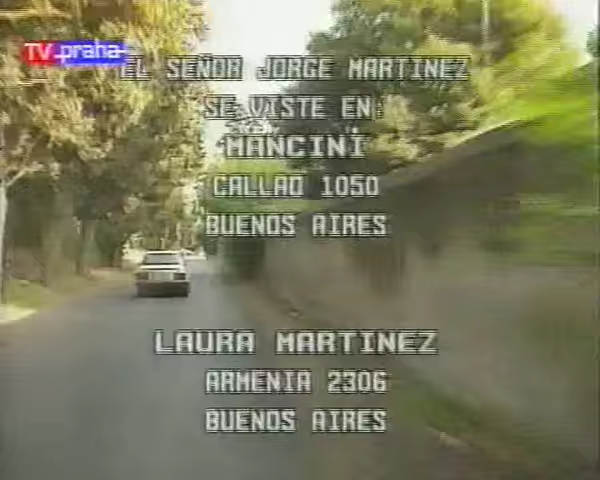 TV praha
EL SEÑOR JORGE MARTINEZ
SE VISTE EN:
MANCINI
CALLAO 1050
BUENOS AIRES
LAURA MARTINEZ
ARMENIA 2306
BUENOS AIRES